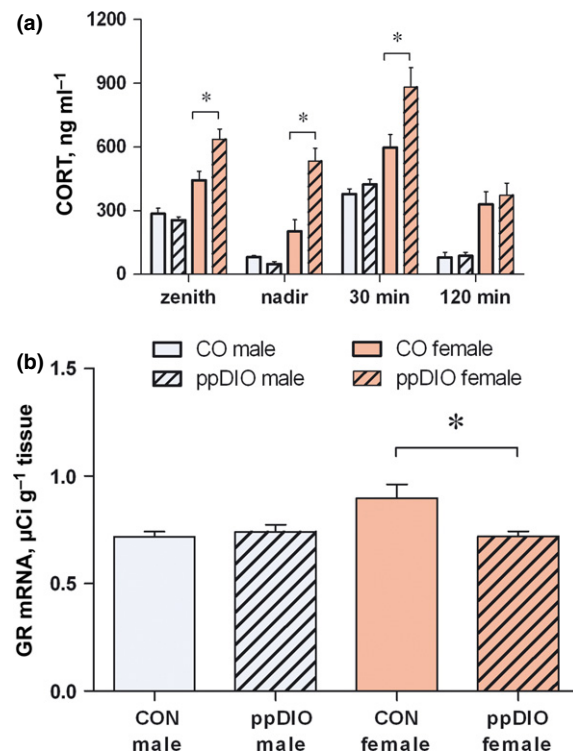 (a)
1200
900
600
300
0
CORT, ng ml⁻¹
*
*
*
zenith nadir 30 min 120 min
CO male CO female
ppDIO male ppDIO female
(b)
1.5
1.0
0.5
0.0
GR mRNA, µCi g⁻¹ tissue
*
CON ppDIO CON ppDIO
male male female female